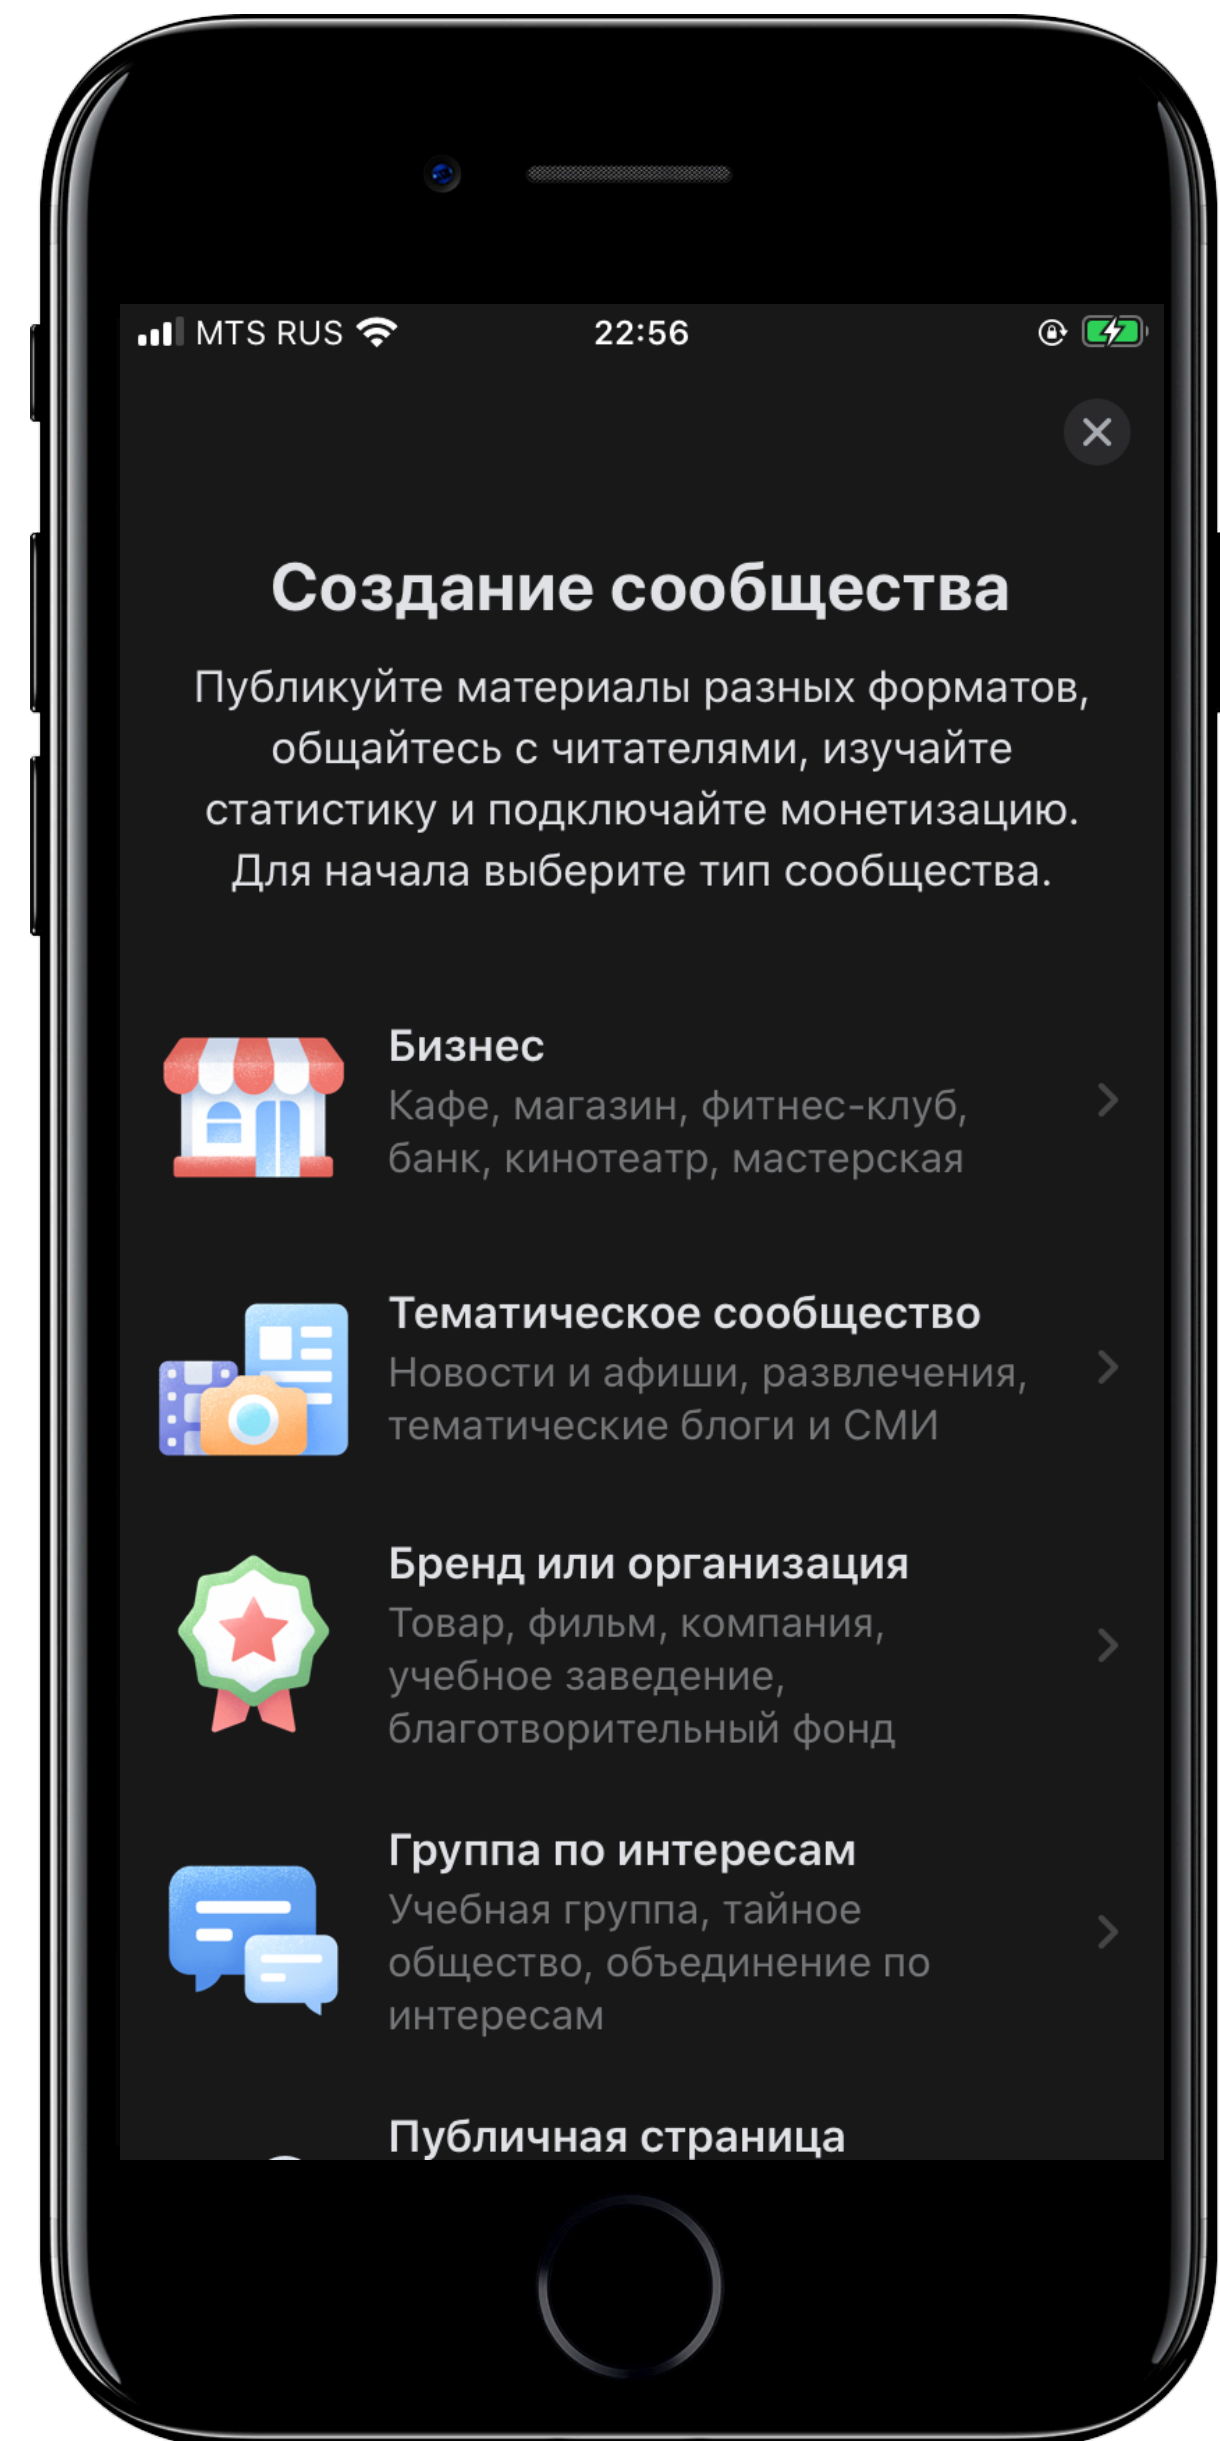 MTS RUS 22:56
Создание сообщества
Публикуйте материалы разных форматов,
общайтесь с читателями, изучайте
статистику и подключайте монетизацию.
Для начала выберите тип сообщества.
Бизнес
Кафе, магазин, фитнес-клуб,
банк, кинотеатр, мастерская
Тематическое сообщество
Новости и афиши, развлечения,
тематические блоги и СМИ
Бренд или организация
Товар, фильм, компания,
учебное заведение,
благотворительный фонд
Группа по интересам
Учебная группа, тайное
общество, объединение по
интересам
Публичная страница